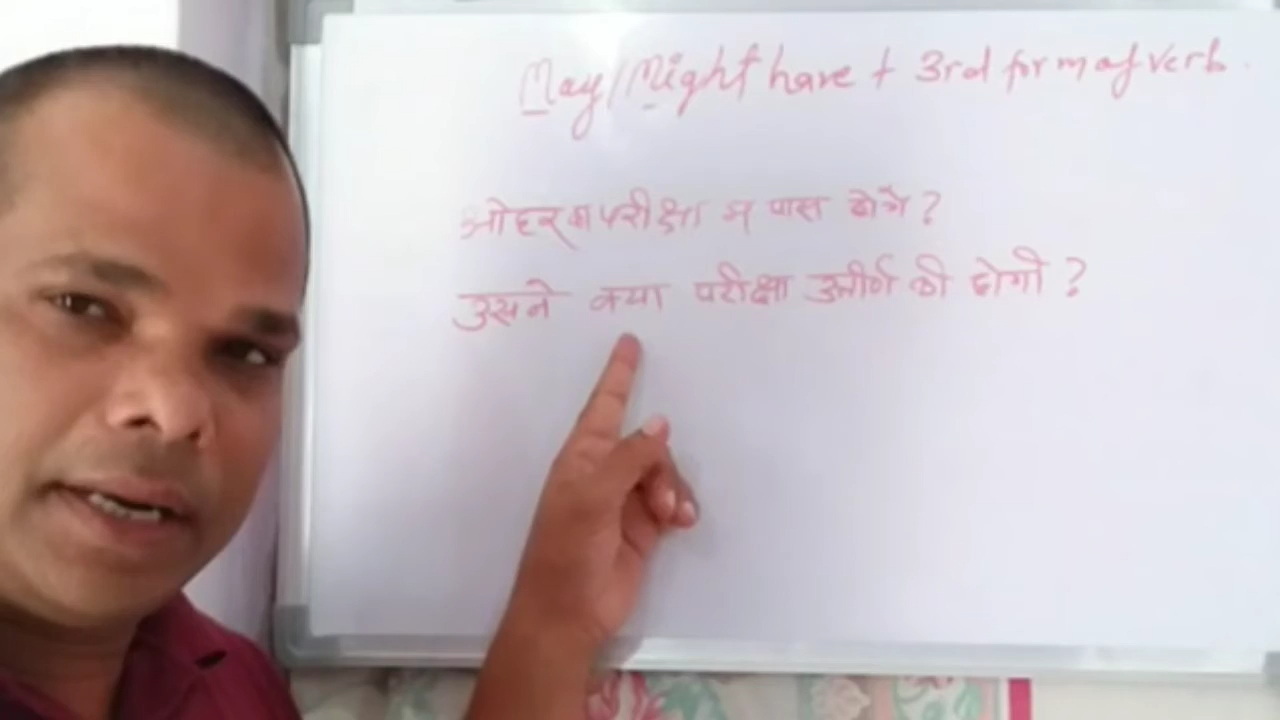 May/Might have + 3rd form of verb.
परीक्षा म पास होगे?
उसने क्या परीक्षा उत्तीर्ण की होगी?